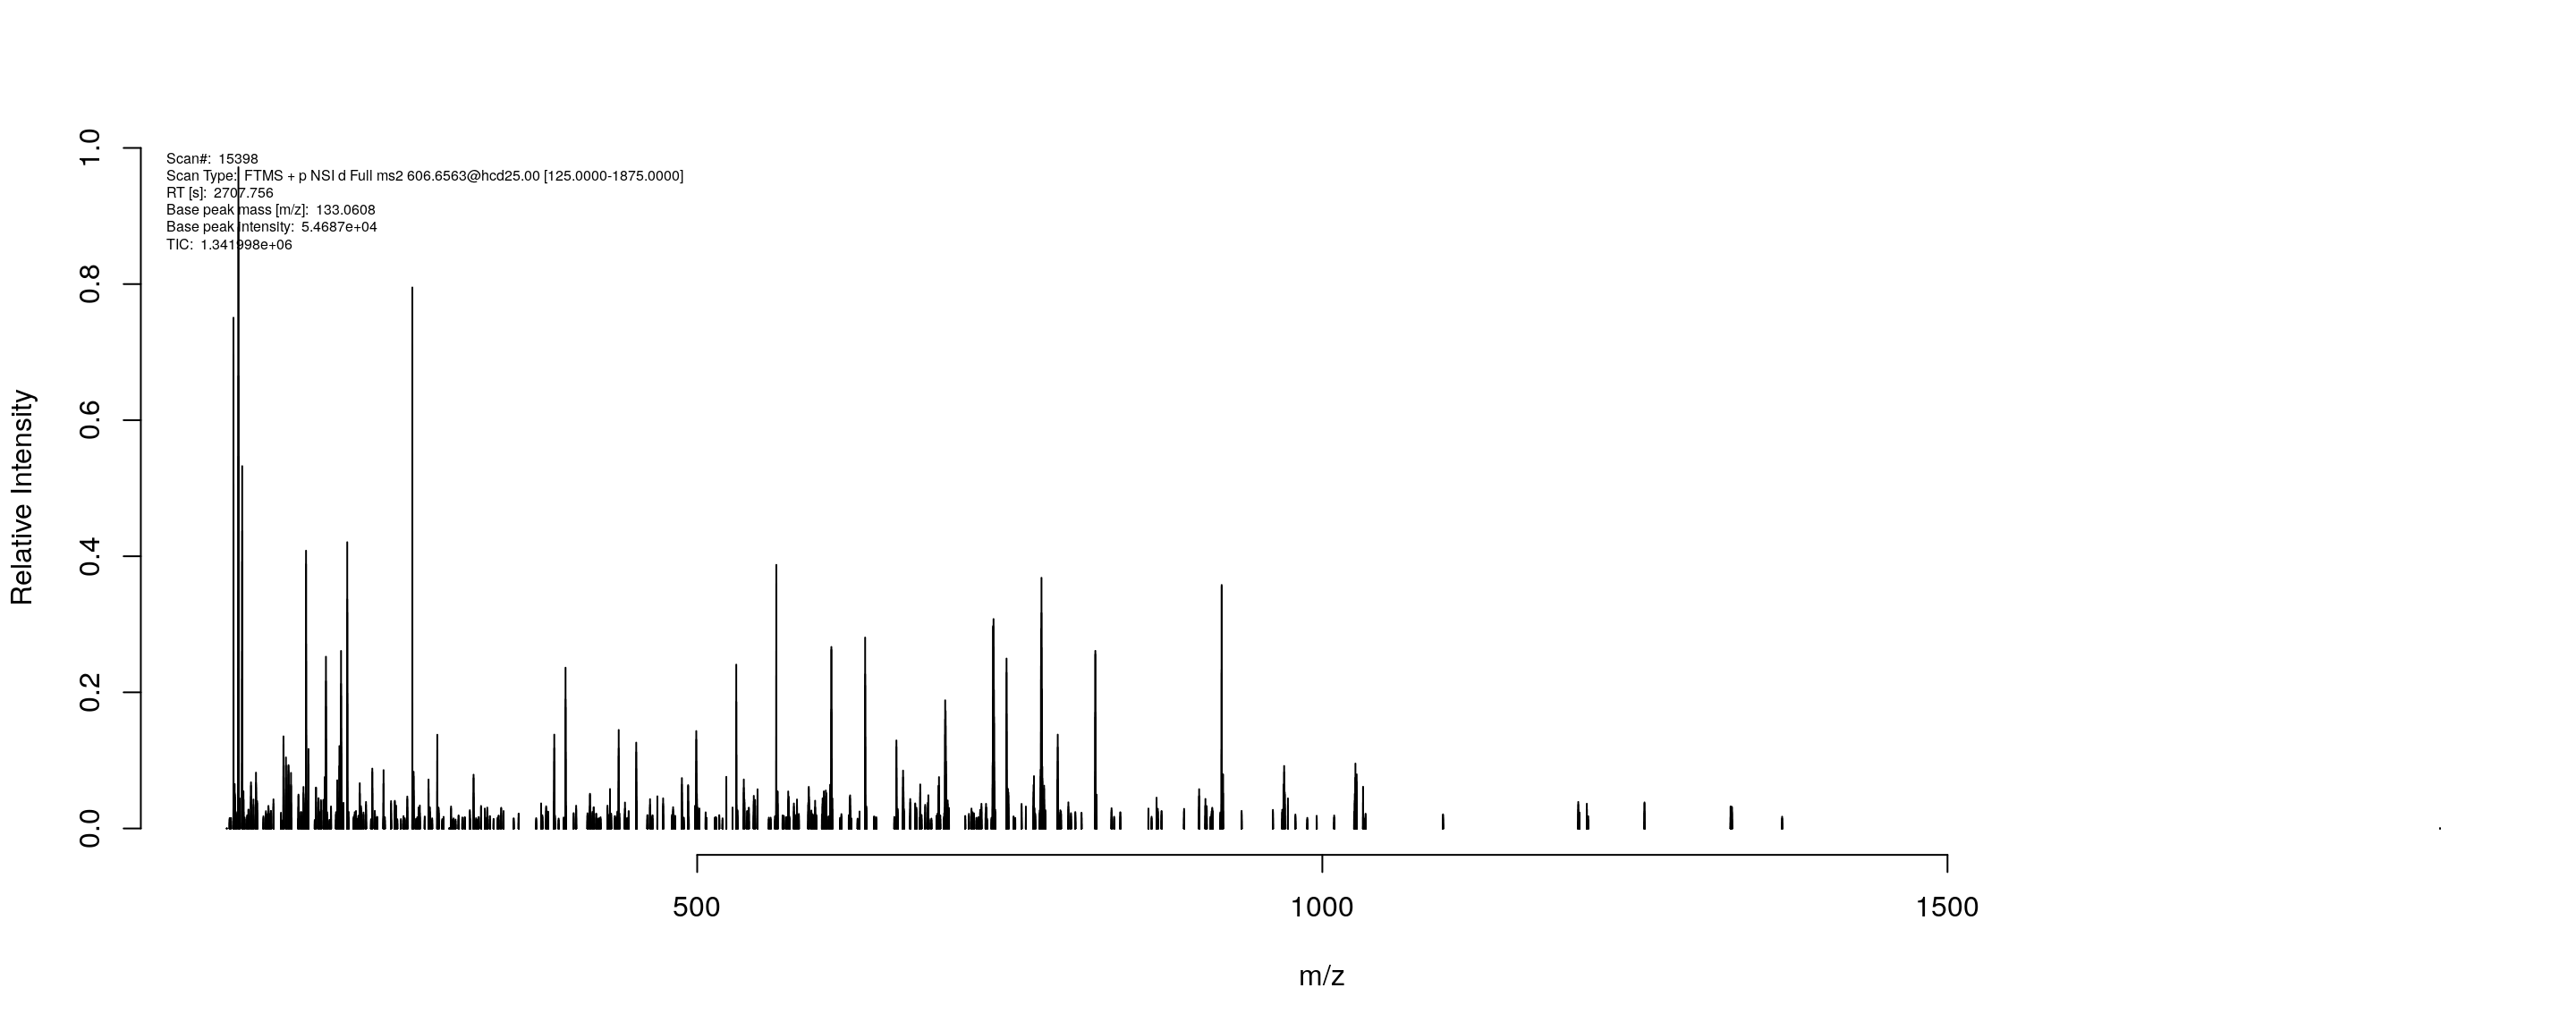 Scan#: 15398
Scan Type: FTMS + p NSI d Full ms2 606.6563@hcd25.00 [125.0000-1875.0000]
RT [s]: 2707.756
Base peak mass [m/z]: 133.0608
Base peak intensity: 5.4687e+04
TIC: 1.341998e+06
Relative Intensity
1.0
0.8
0.6
0.4
0.2
0.0
500 1000 1500
m/z